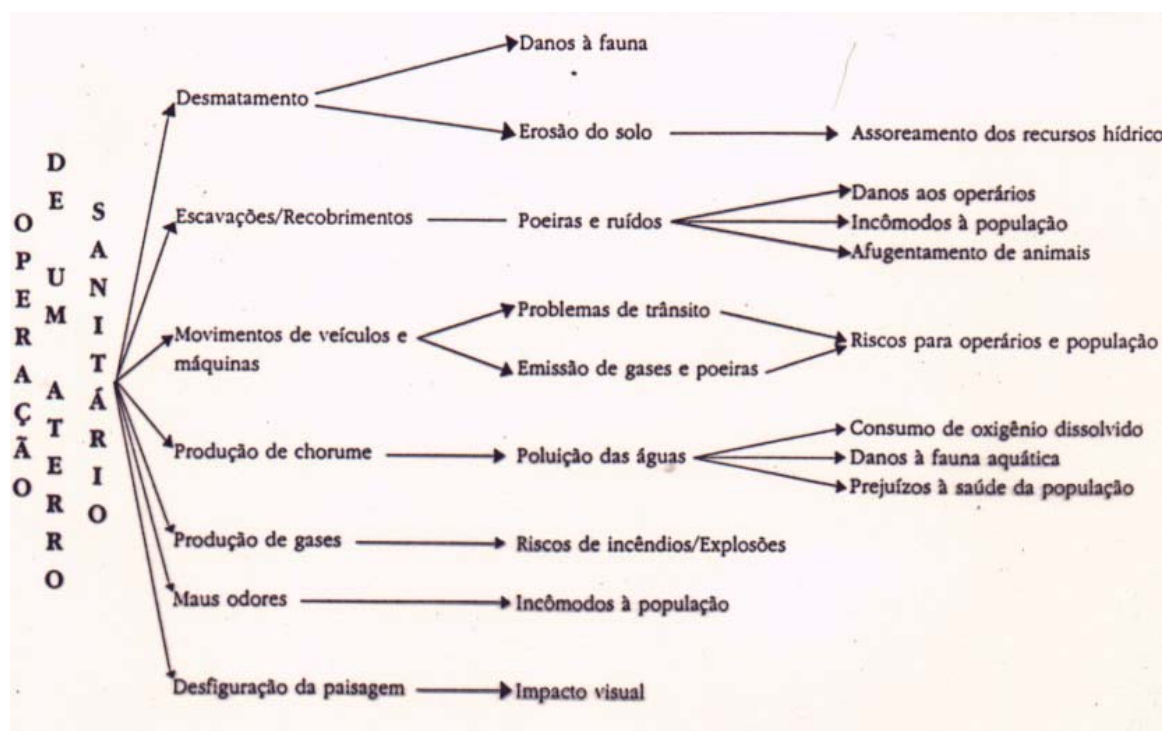 OPERAÇÃO
DE UM ATERRO
SANITÁRIO
Danos à fauna
Desmatamento
Erosão do solo
Assoreamento dos recursos hídrico
Danos aos operários
Escavações/Recobrimentos
Poeiras e ruídos
Incômodos à população
Afugentamento de animais
Problemas de trânsito
Movimentos de veículos e
máquinas
Riscos para operários e população
Emissão de gases e poeiras
Consumo de oxigênio dissolvido
Produção de chorume
Poluição das águas
Danos à fauna aquática
Prejuízos à saúde da população
Produção de gases
Riscos de incêndios/Explosões
Maus odores
Incômodos à população
Desfiguração da paisagem
Impacto visual